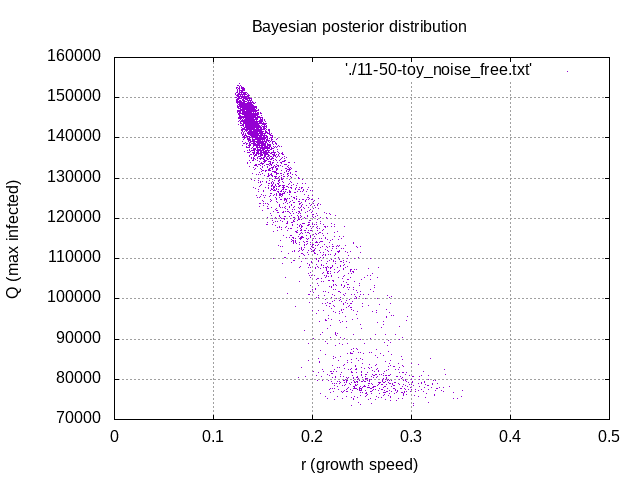 Bayesian posterior distribution
'./11-50-toy_noise_free.txt'
160000
150000
140000
130000
120000
110000
100000
90000
80000
70000
Q (max infected)
0 0.1 0.2 0.3 0.4 0.5
r (growth speed)